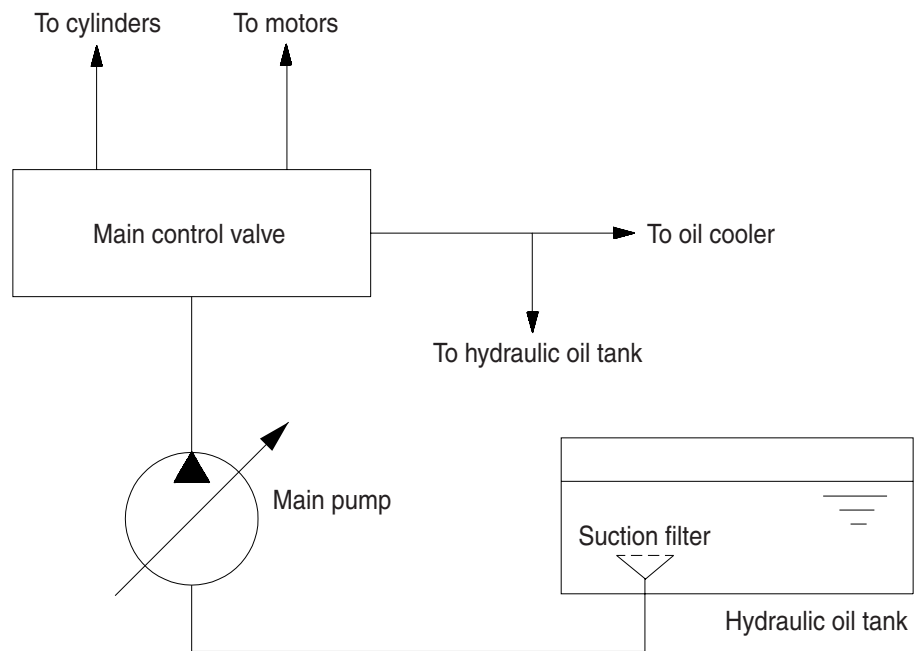 To cylinders
To motors
Main control valve
To oil cooler
To hydraulic oil tank
Main pump
Suction filter
Hydraulic oil tank